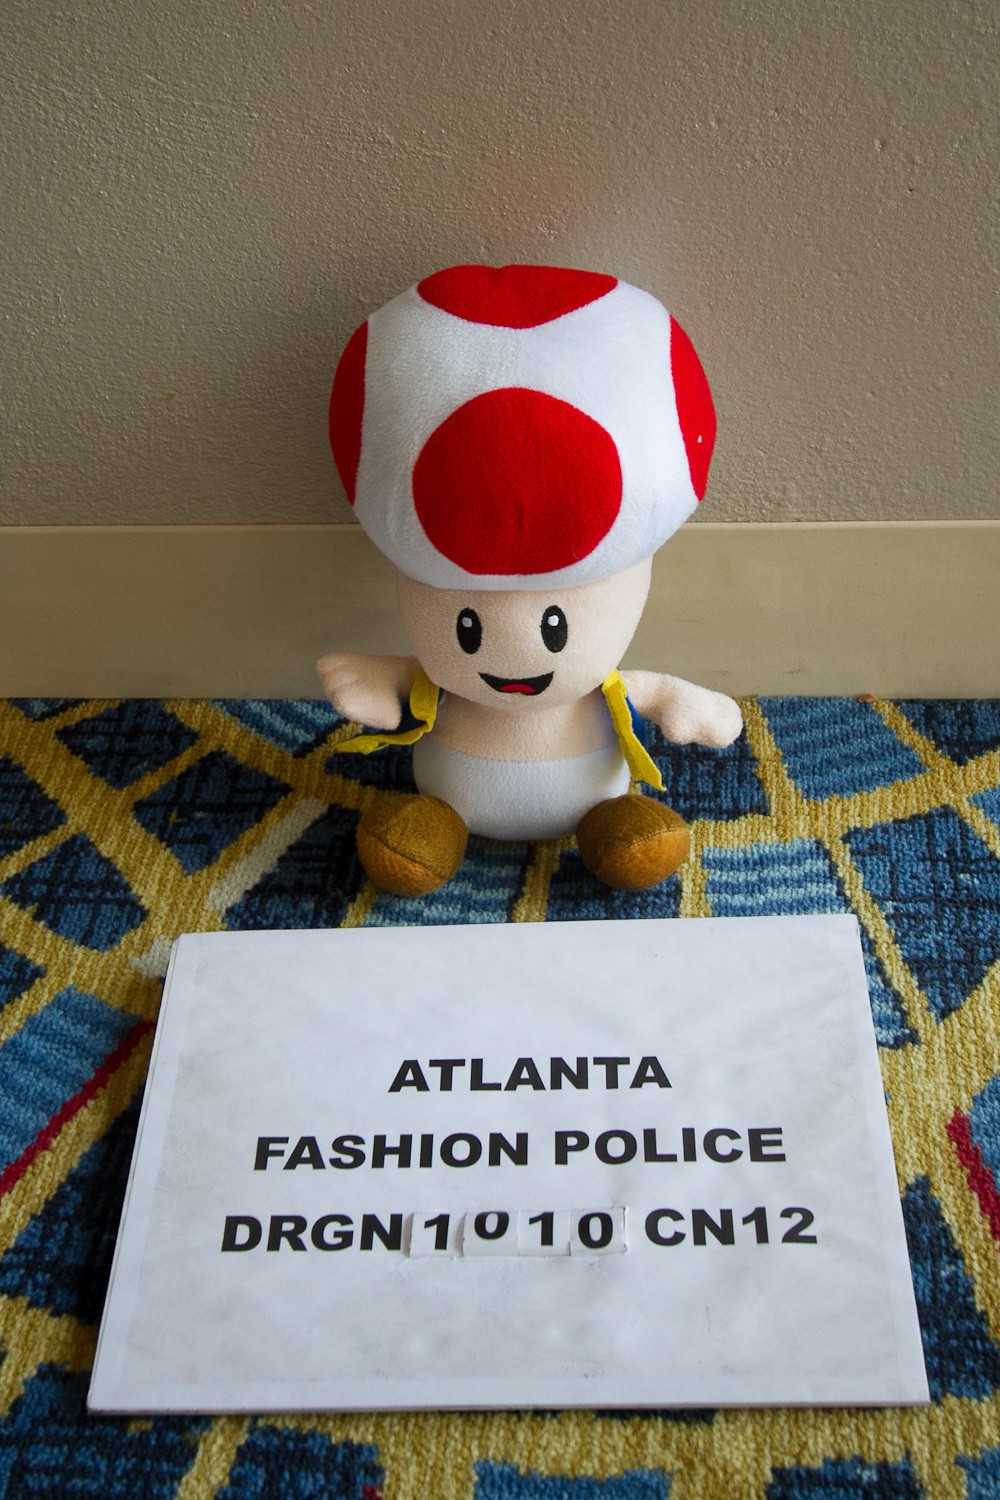 ATLANTA
FASHION POLICE
DRGN1010 CN12